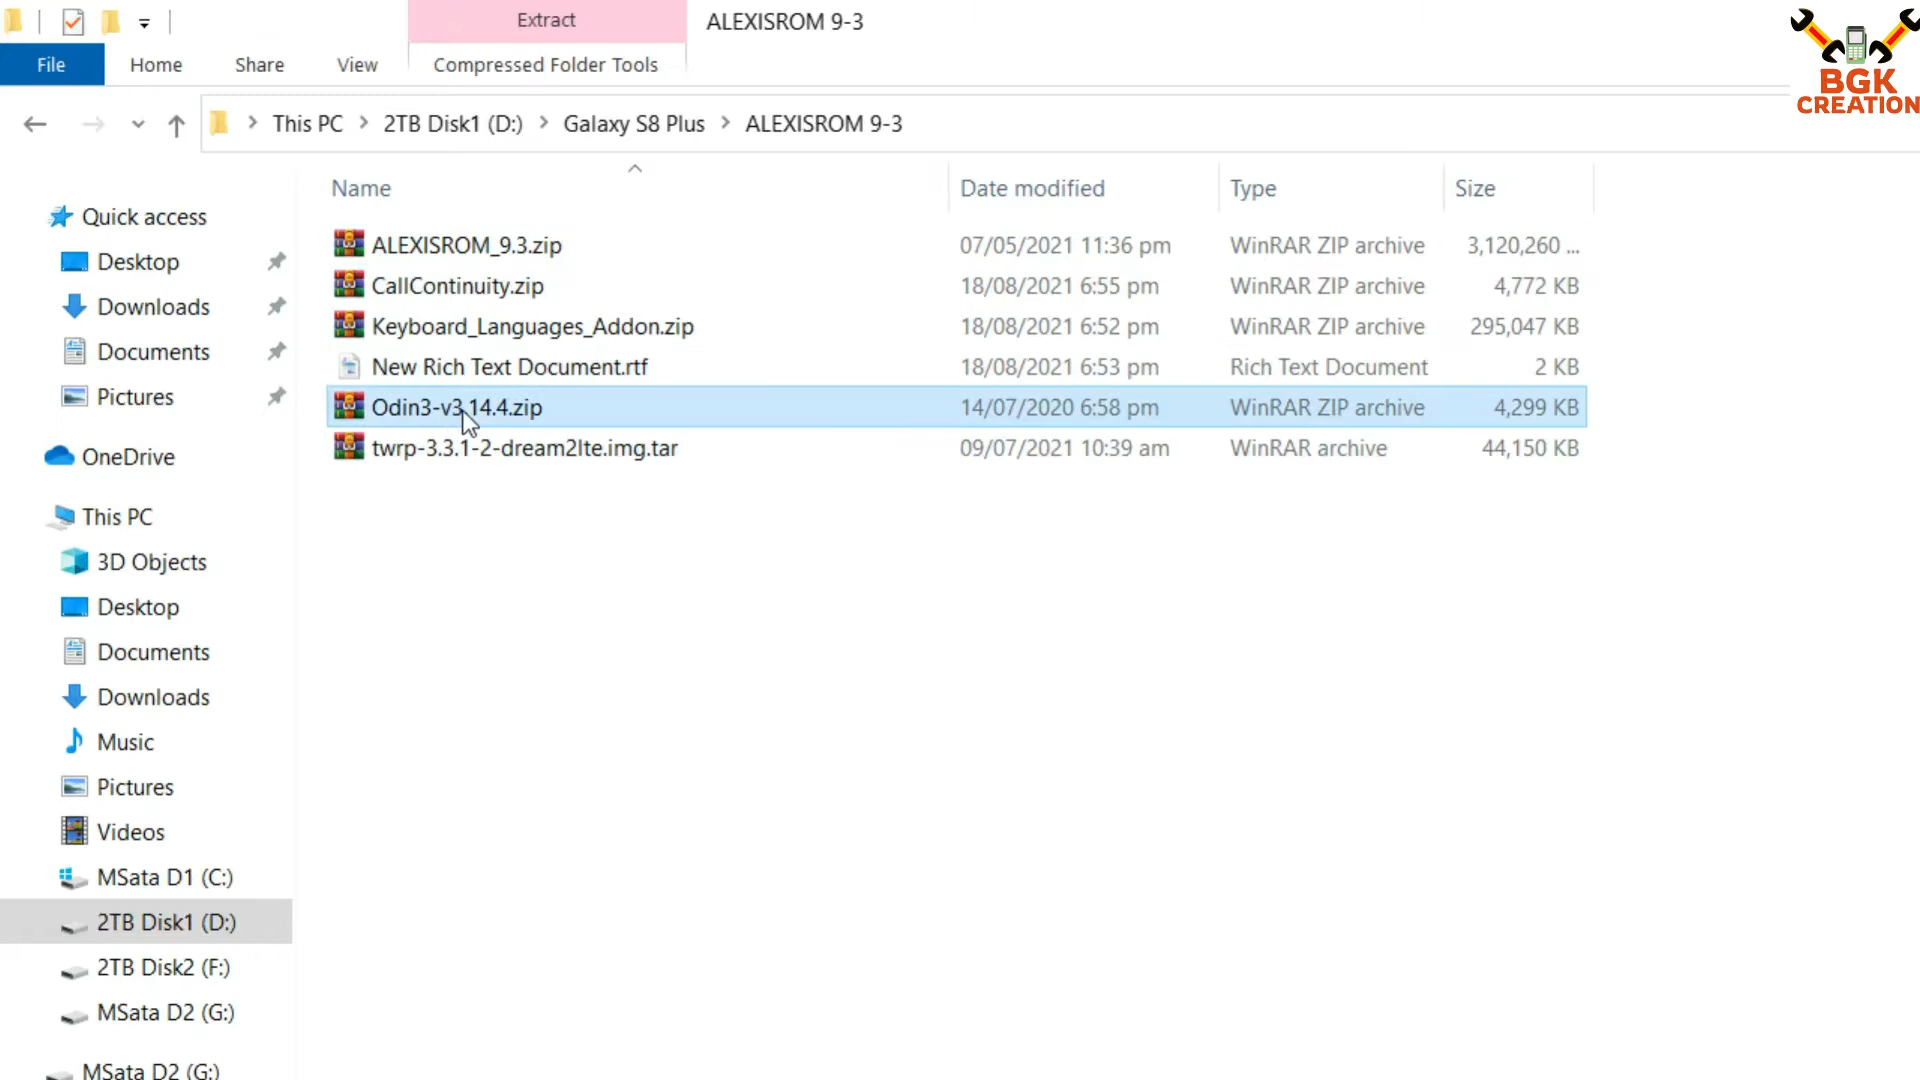 Extract
ALEXISROM 9-3
File Home Share View Compressed Folder Tools
This PC 2TB Disk1 (D:) Galaxy S8 Plus ALEXISROM 9-3
BGK
CREATION
Name Date modified Type Size
ALEXISROM_9.3.zip 07/05/2021 11:36 pm WinRAR ZIP archive 3,120,260 ...
CallContinuity.zip 18/08/2021 6:55 pm WinRAR ZIP archive 4,772 KB
Keyboard_Languages_Addon.zip 18/08/2021 6:52 pm WinRAR ZIP archive 295,047 KB
New Rich Text Document.rtf 18/08/2021 6:53 pm Rich Text Document 2 KB
Odin3-v3.14.4.zip 14/07/2020 6:58 pm WinRAR ZIP archive 4,299 KB
twrp-3.3.1-2-dream2lte.img.tar 09/07/2021 10:39 am WinRAR archive 44,150 KB
Quick access
Desktop
Downloads
Documents
Pictures
OneDrive
This PC
3D Objects
Desktop
Documents
Downloads
Music
Pictures
Videos
MSata D1 (C:)
2TB Disk1 (D:)
2TB Disk2 (F:)
MSata D2 (G:)
MSata D2 (G:)